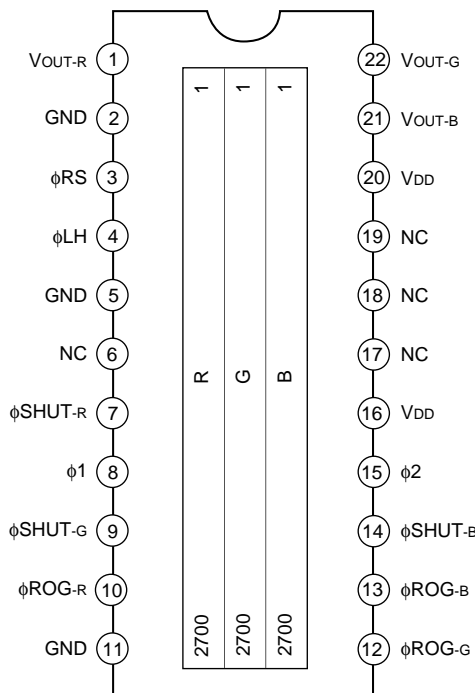 VOUT-R 1
GND 2
ϕRS 3
ϕLH 4
GND 5
NC 6
ϕSHUT-R 7
ϕ1 8
ϕSHUT-G 9
ϕROG-R 10
GND 11
1 1 1
R G B
2700 2700 2700
22 VOUT-G
21 VOUT-B
20 VDD
19 NC
18 NC
17 NC
16 VDD
15 ϕ2
14 ϕSHUT-B
13 ϕROG-B
12 ϕROG-G